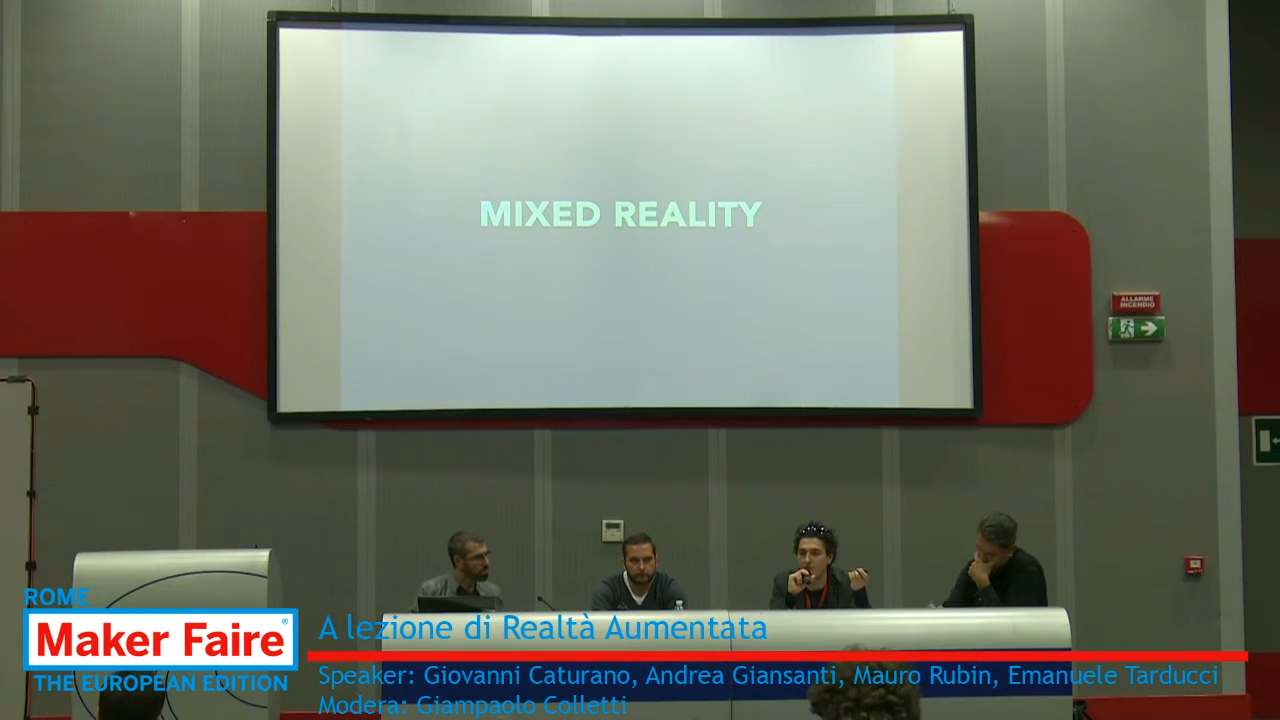 MIXED REALITY
ALLARME
INCENDIO
ROME
Maker Faire®
THE EUROPEAN EDITION
A lezione di Realtà Aumentata
Speaker: Giovanni Caturano, Andrea Giansanti, Mauro Rubin, Emanuele Tarducci
Modera: Giampaolo Colletti